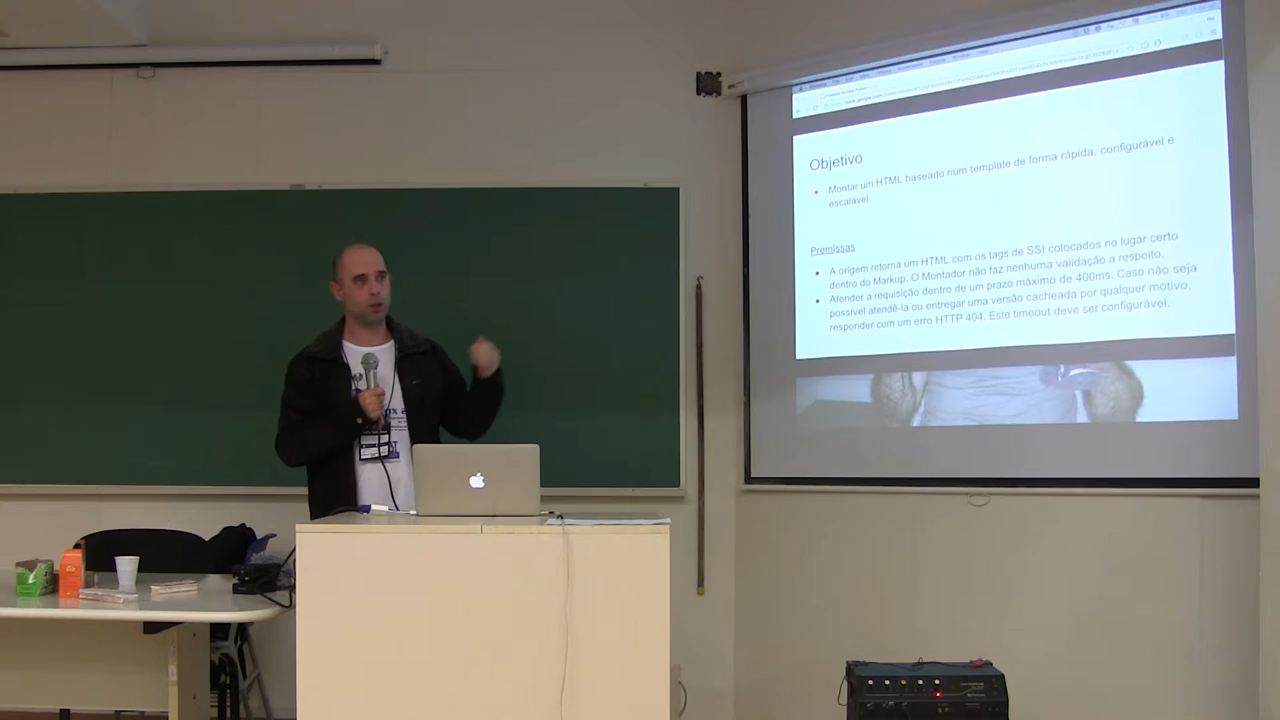 Objetivo
Montar um HTML baseado num template de forma rápida, configurável e
escalável.
Premissas
A origem retorna um HTML com os tags de SSI colocados no lugar certo
dentro do Markup. O Montador não faz nenhuma validação a respeito.
Atender a requisição dentro de um prazo máximo de 400ms. Caso não seja
possível atendê-la ou entregar uma versão cacheada por qualquer motivo,
responder com um erro HTTP 404. Este timeout deve ser configurável.